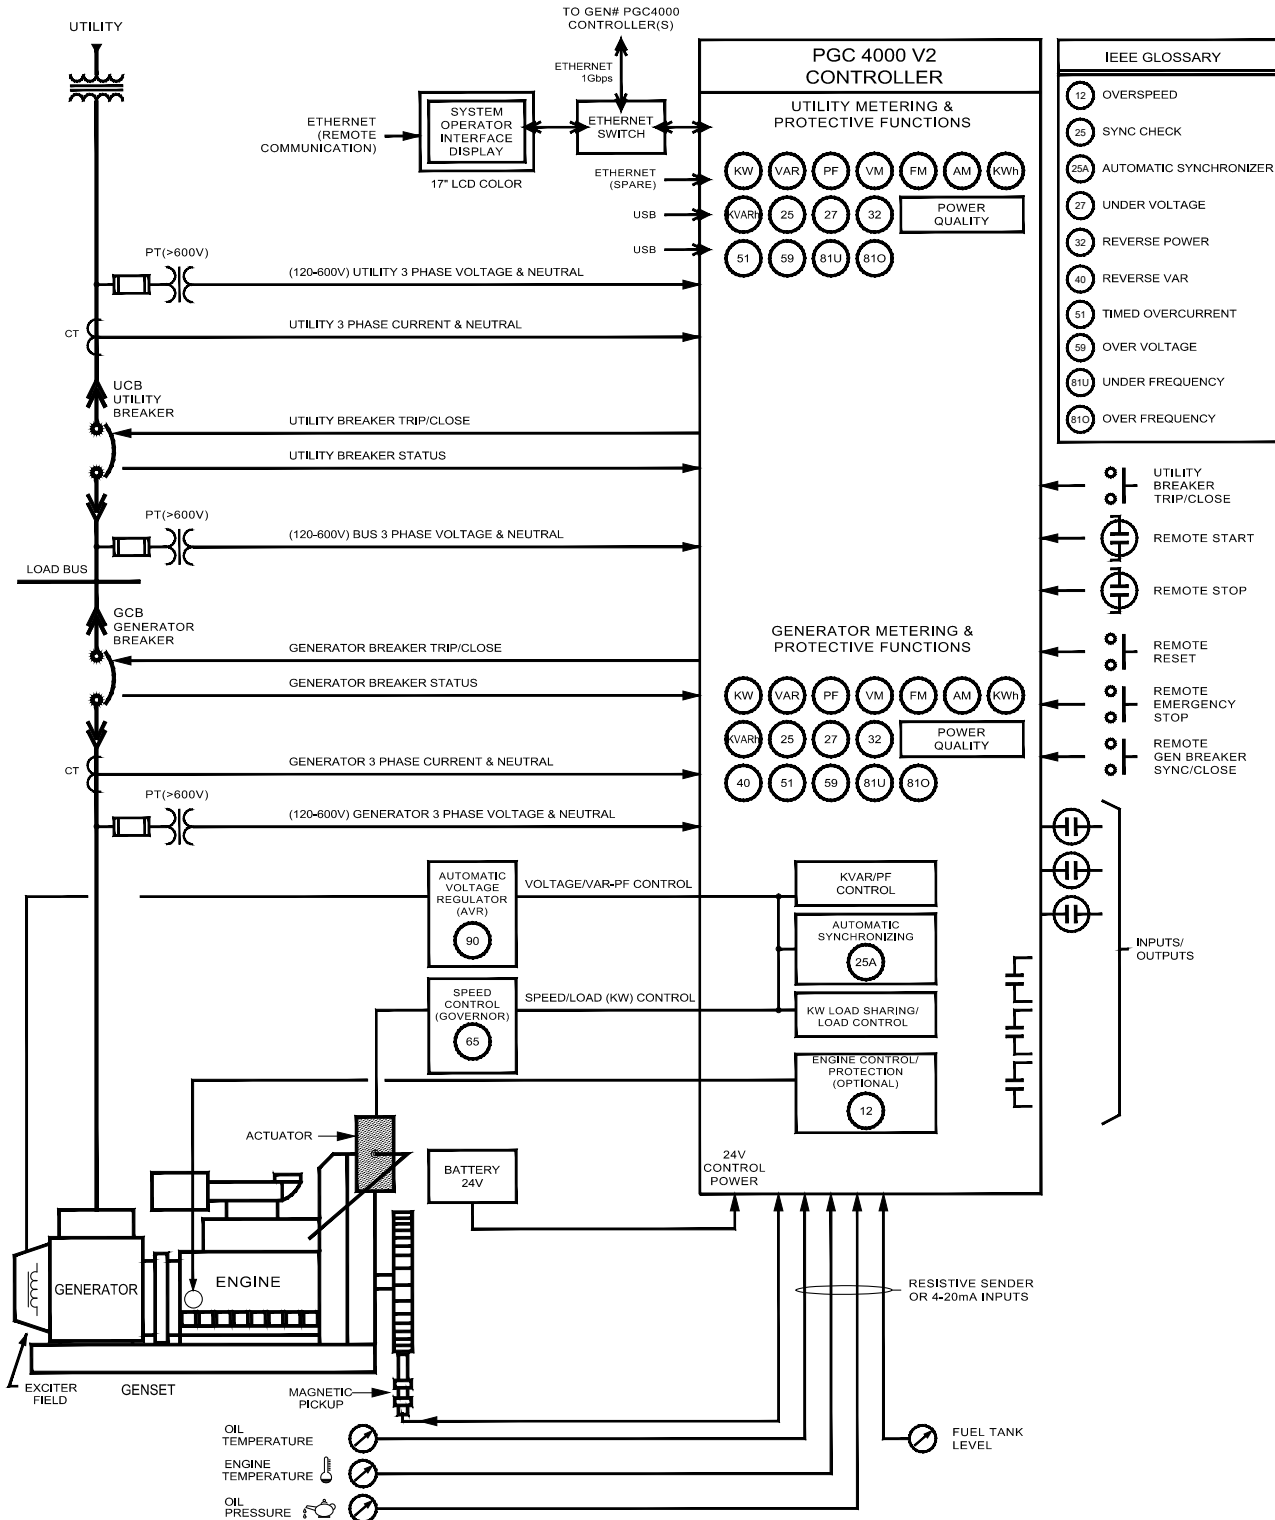 TO GEN# PGC4000
CONTROLLER(S)
UTILITY
ETHERNET
1Gbps
ETHERNET
(REMOTE
COMMUNICATION)
SYSTEM
OPERATOR
INTERFACE
DISPLAY
17" LCD COLOR
ETHERNET
SWITCH
ETHERNET
(SPARE)
USB
USB
PGC 4000 V2
CONTROLLER
UTILITY METERING &
PROTECTIVE FUNCTIONS
KW VAR PF VM FM AM KWh
KVARh 25 27 32 POWER
QUALITY
51 59 81U 81O
IEEE GLOSSARY
12 OVERSPEED
25 SYNC CHECK
25A AUTOMATIC SYNCHRONIZER
27 UNDER VOLTAGE
32 REVERSE POWER
40 REVERSE VAR
51 TIMED OVERCURRENT
59 OVER VOLTAGE
81U UNDER FREQUENCY
81O OVER FREQUENCY
PT(>600V)
(120-600V) UTILITY 3 PHASE VOLTAGE & NEUTRAL
CT
UTILITY 3 PHASE CURRENT & NEUTRAL
UCB
UTILITY
BREAKER
UTILITY BREAKER TRIP/CLOSE
UTILITY BREAKER STATUS
PT(>600V)
(120-600V) BUS 3 PHASE VOLTAGE & NEUTRAL
LOAD BUS
GCB
GENERATOR
BREAKER
GENERATOR BREAKER TRIP/CLOSE
GENERATOR BREAKER STATUS
CT
GENERATOR 3 PHASE CURRENT & NEUTRAL
PT(>600V)
(120-600V) GENERATOR 3 PHASE VOLTAGE & NEUTRAL
UTILITY
BREAKER
TRIP/CLOSE
REMOTE START
REMOTE STOP
REMOTE
RESET
REMOTE
EMERGENCY
STOP
REMOTE
GEN BREAKER
SYNC/CLOSE
GENERATOR METERING &
PROTECTIVE FUNCTIONS
KW VAR PF VM FM AM KWh
KVARh 25 27 32 POWER
QUALITY
40 51 59 81U 81O
AUTOMATIC
VOLTAGE
REGULATOR
(AVR)
90
VOLTAGE/VAR-PF CONTROL
KVAR/PF
CONTROL
AUTOMATIC
SYNCHRONIZING
25A
SPEED
CONTROL
(GOVERNOR)
65
SPEED/LOAD (KW) CONTROL
KW LOAD SHARING/
LOAD CONTROL
ENGINE CONTROL/
PROTECTION
(OPTIONAL)
12
INPUTS/
OUTPUTS
ACTUATOR
BATTERY
24V
24V
CONTROL
POWER
GENERATOR
ENGINE
RESISTIVE SENDER
OR 4-20mA INPUTS
EXCITER
FIELD
GENSET
MAGNETIC
PICKUP
OIL
TEMPERATURE
ENGINE
TEMPERATURE
OIL
PRESSURE
FUEL TANK
LEVEL